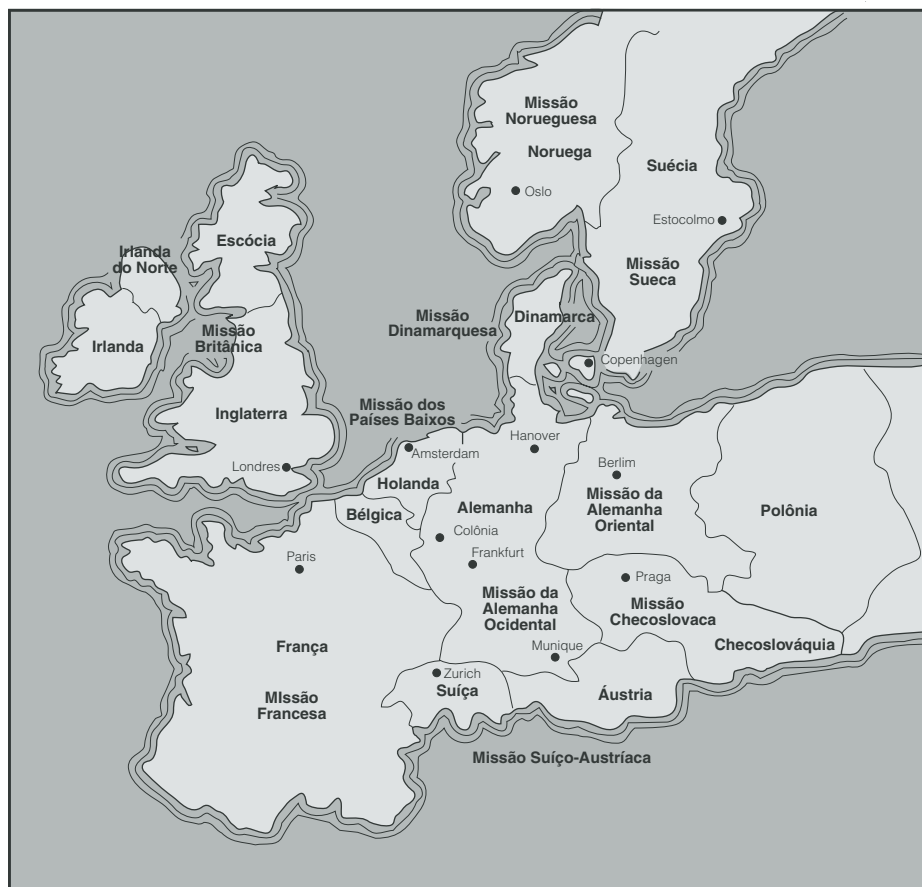 Missão
Norueguesa
Noruega
Oslo
Suécia
Estocolmo
Missão
Sueca
Escócia
Irlanda
do Norte
Irlanda
Missão
Britânica
Inglaterra
Londres
Missão
Dinamarquesa
Dinamarca
Copenhagen
Missão dos
Países Baixos
Amsterdam
Holanda
Bélgica
Hanover
Alemanha
Colônia
Frankfurt
Berlim
Missão da
Alemanha
Oriental
Polônia
Paris
Praga
Missão
Checoslovaca
Checoslováquia
Missão da
Alemanha
Ocidental
Munique
França
MIssão
Francesa
Zurich
Suíça
Áustria
Missão Suíço-Austríaca